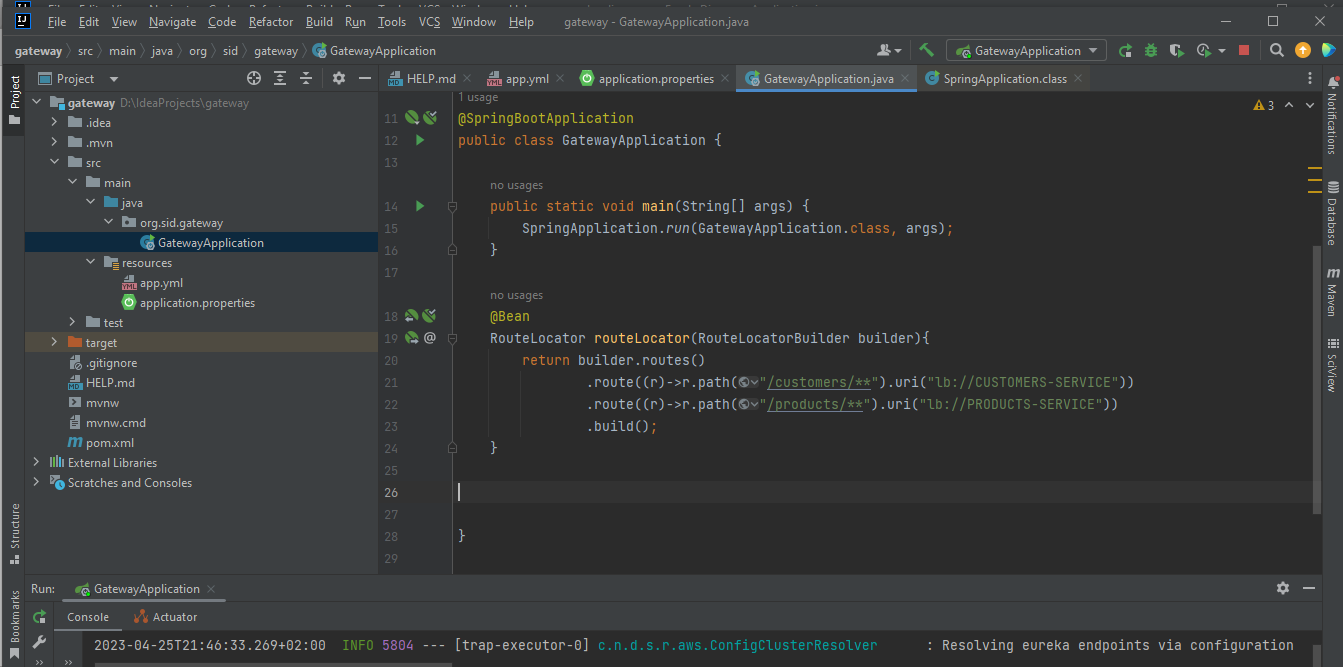 File Edit View Navigate Code Refactor Build Run Tools VCS Window Help gateway - GatewayApplication.java
gateway src main java org sid gateway GatewayApplication
GatewayApplication
Project
HELP.md app.yml application.properties GatewayApplication.java SpringApplication.class
Project
gateway D:\IdeaProjects\gateway
.idea
.mvn
src
main
java
org.sid.gateway
GatewayApplication
resources
app.yml
application.properties
test
target
.gitignore
HELP.md
mvnw
mvnw.cmd
pom.xml
External Libraries
Scratches and Consoles
Structure
Bookmarks
1 usage
3
11 @SpringBootApplication
12 public class GatewayApplication {
13
no usages
14 public static void main(String[] args) {
15 SpringApplication.run(GatewayApplication.class, args);
16 }
17
no usages
18 @Bean
19 @ RouteLocator routeLocator(RouteLocatorBuilder builder){
20 return builder.routes()
21 .route((r)->r.path("/customers/**").uri("lb://CUSTOMERS-SERVICE"))
22 .route((r)->r.path("/products/**").uri("lb://PRODUCTS-SERVICE"))
23 .build();
24 }
25
26
27
28 }
29
Notifications
Database
Maven
SciView
Run: GatewayApplication
Console Actuator
2023-04-25T21:46:33.269+02:00 INFO 5804 --- [trap-executor-0] c.n.d.s.r.aws.ConfigClusterResolver : Resolving eureka endpoints via configuration